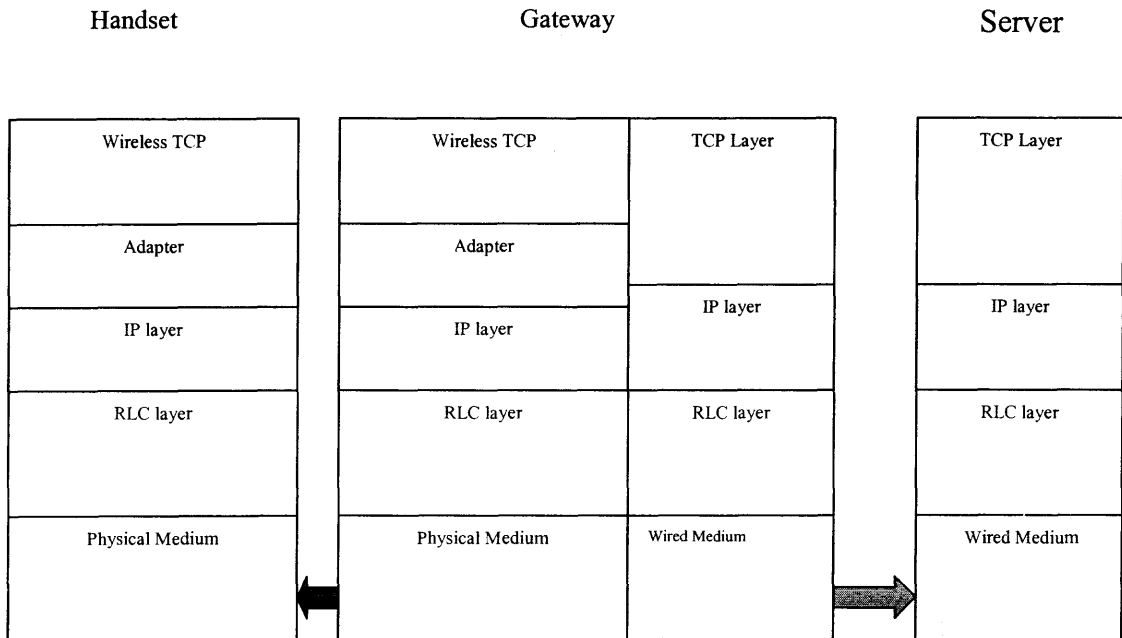 Handset
Gateway
Server
Wireless TCP
Wireless TCP
TCP Layer
TCP Layer
Adapter
Adapter
IP layer
IP layer
IP layer
IP layer
RLC layer
RLC layer
RLC layer
RLC layer
Physical Medium
Physical Medium
Wired Medium
Wired Medium